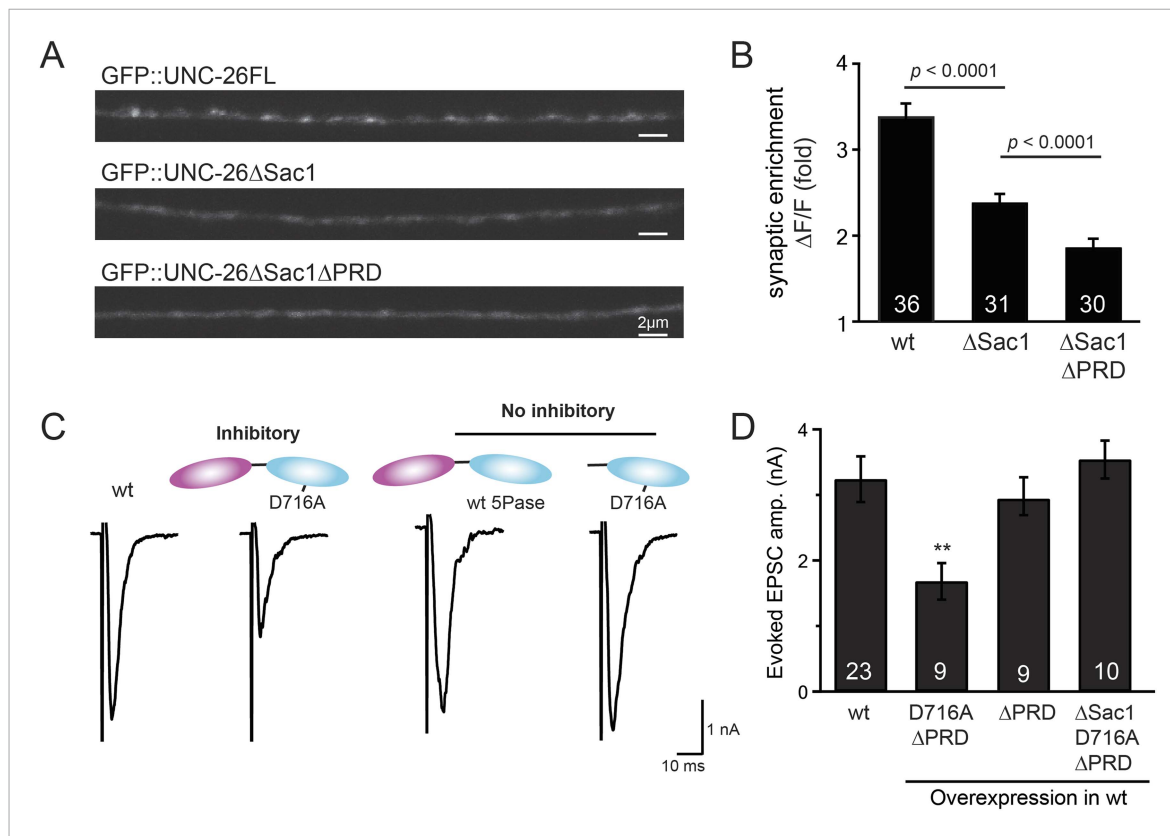 A
GFP::UNC-26FL
GFP::UNC-26ΔSac1
GFP::UNC-26ΔSac1ΔPRD
2μm
B
synaptic enrichment
ΔF/F (fold)
4
3
2
1
p < 0.0001
p < 0.0001
36
31
30
wt
ΔSac1
ΔSac1
ΔPRD
C
Inhibitory
No inhibitory
wt
D716A
wt 5Pase
D716A
1 nA
10 ms
D
Evoked EPSC amp. (nA)
4
2
0
**
23
9
9
10
wt
D716A
ΔPRD
ΔPRD
ΔSac1
D716A
ΔPRD
Overexpression in wt